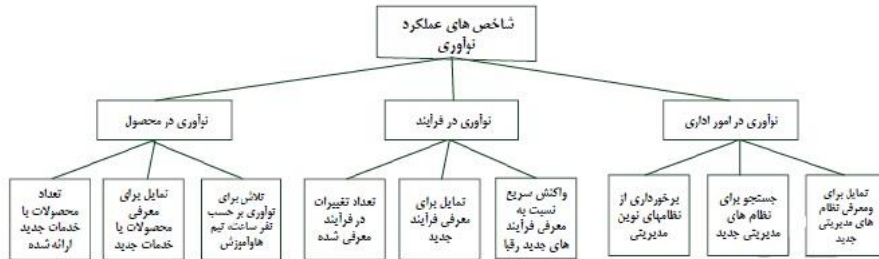 شاخص های عملکرد
نوآوری
نوآوری در امور اداری
نوآوری در فرآیند
نوآوری در محصول
تمایل برای
ومعرفی نظام
های مدیریتی
جدید
جستجو برای
نظام های
مدیریتی جدید
برخورداری از
نظامهای نوین
مدیریتی
واکنش سریع
نسبت به
معرفی فرآیند
های جدید رقبا
تمایل برای
معرفی فرآیند
جدید
تعداد تغییرات
در فرآیند
معرفی شده
تلاش برای
نوآوری بر حسب
نفر ساعت، تیم
هاوآموزش
تمایل برای
معرفی
محصولات یا
خدمات جدید
تعداد
محصولات یا
خدمات جدید
ارائه شده